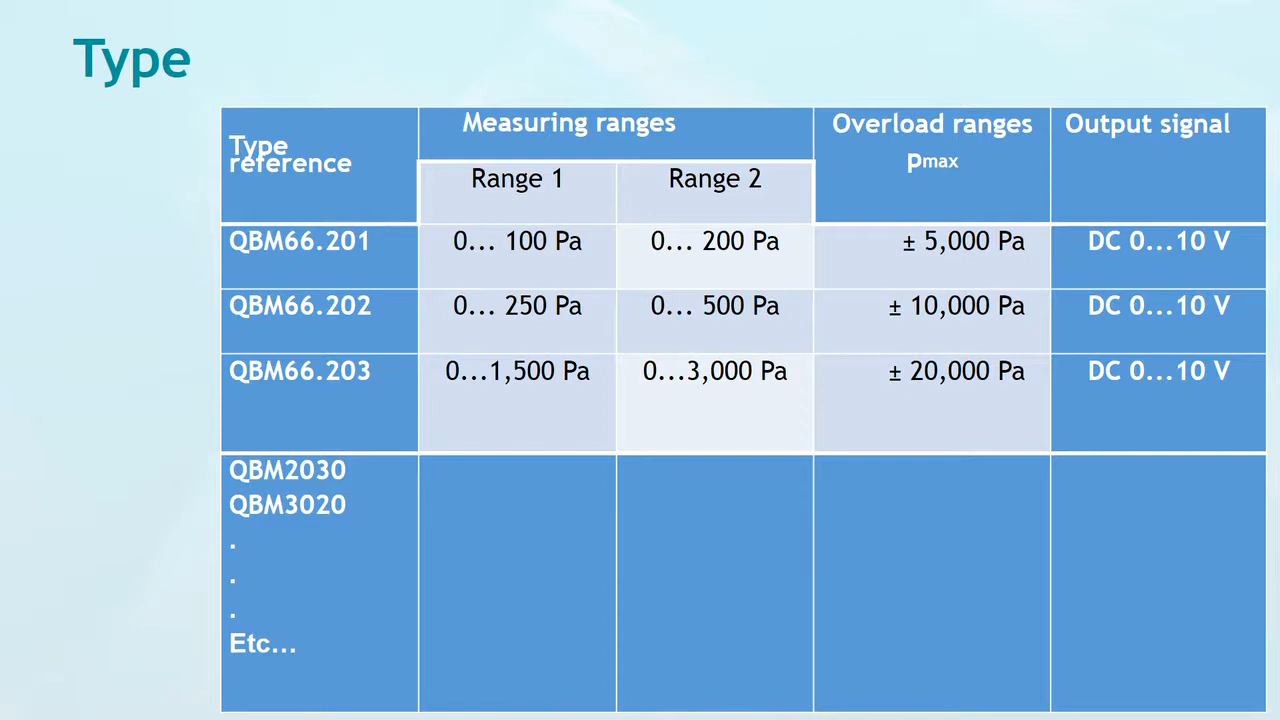 Type
Type
reference
Measuring ranges
Overload ranges
pmax
Output signal
Range 1
Range 2
QBM66.201
0... 100 Pa
0... 200 Pa
± 5,000 Pa
DC 0...10 V
QBM66.202
0... 250 Pa
0... 500 Pa
± 10,000 Pa
DC 0...10 V
QBM66.203
0...1,500 Pa
0...3,000 Pa
± 20,000 Pa
DC 0...10 V
QBM2030
QBM3020
.
.
.
Etc...